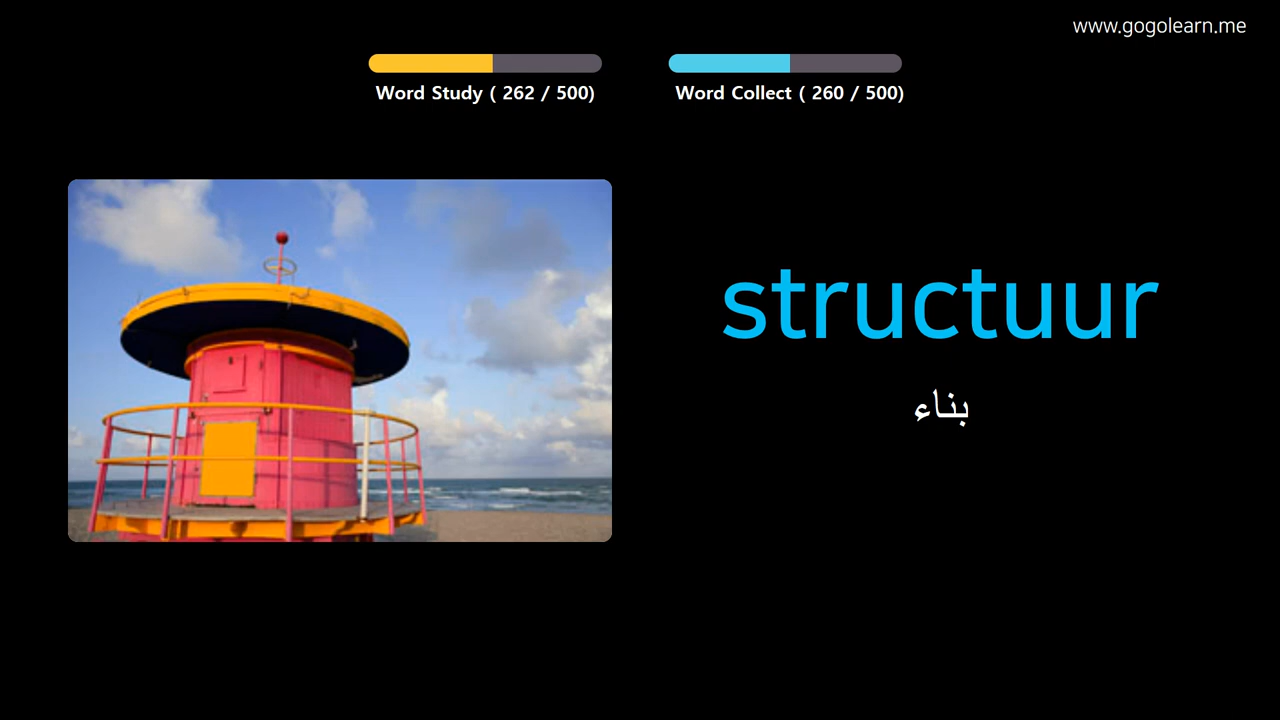 www.gogolearn.me
Word Study ( 262 / 500)
Word Collect ( 260 / 500)
structuur
بناء